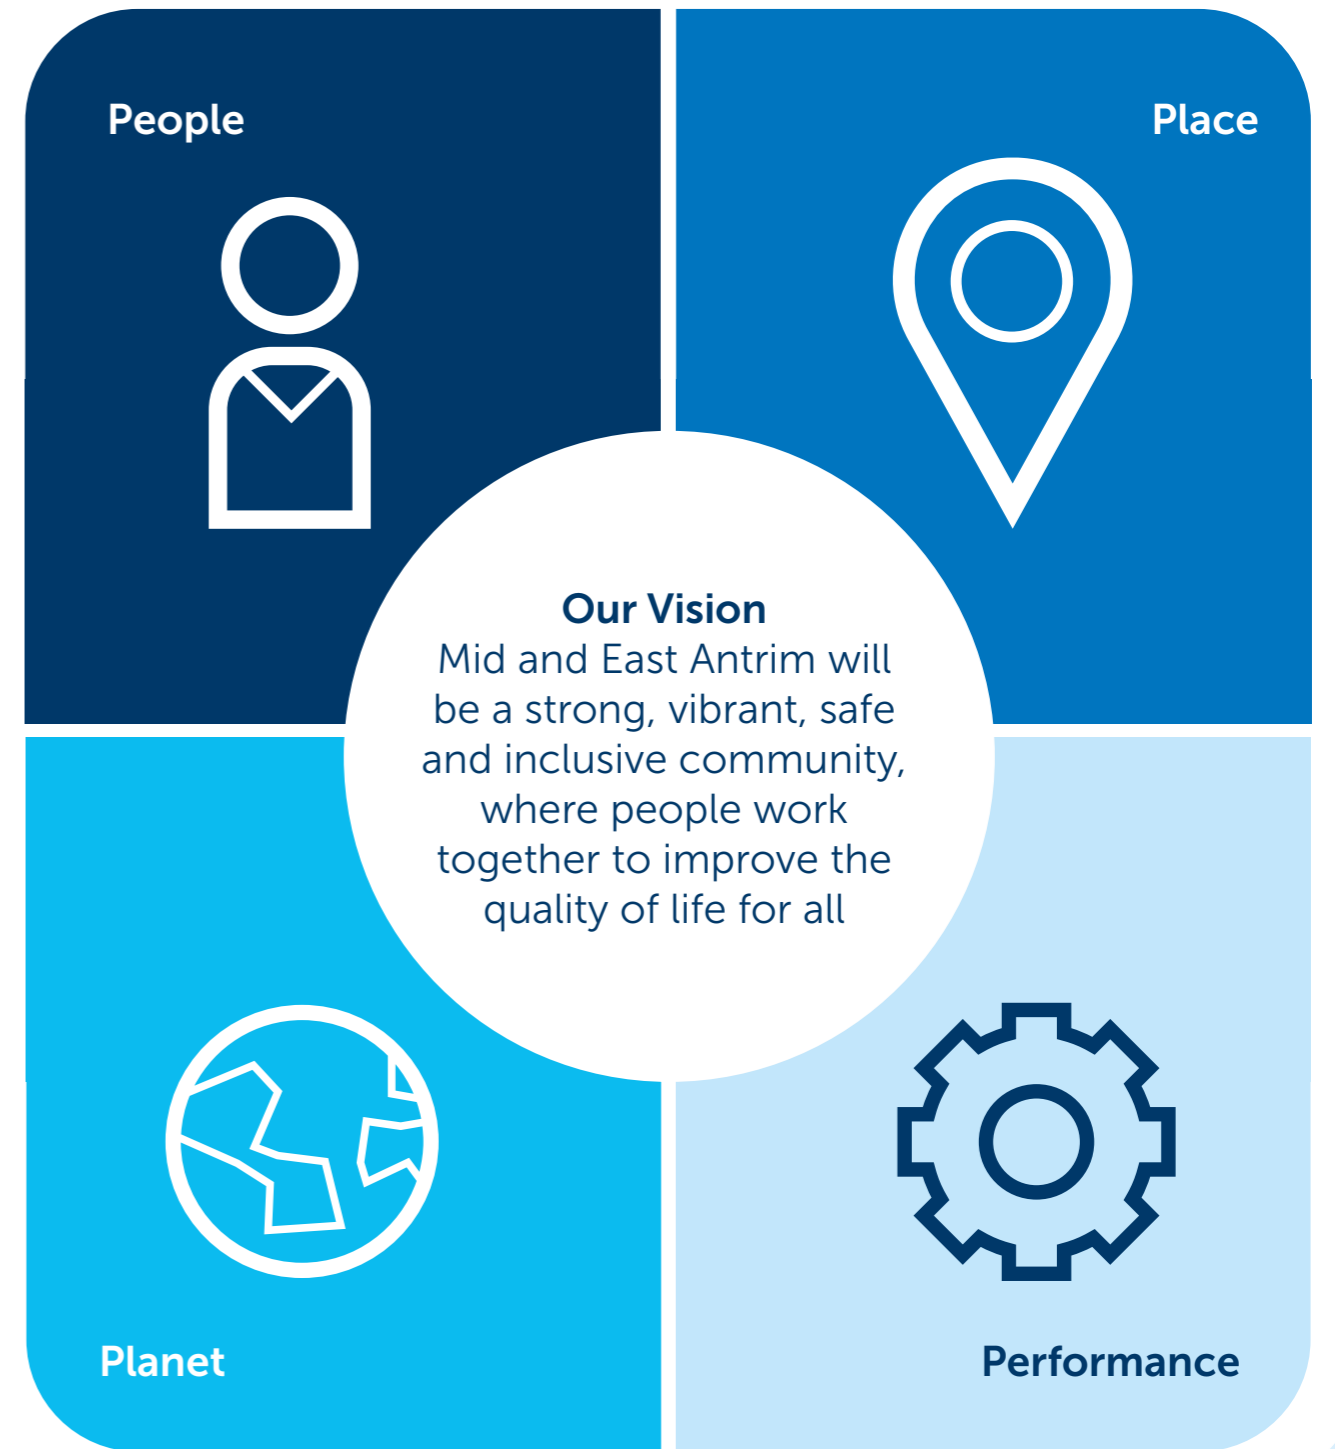 People
Place
Our Vision
Mid and East Antrim will
be a strong, vibrant, safe
and inclusive community,
where people work
together to improve the
quality of life for all
Planet
Performance